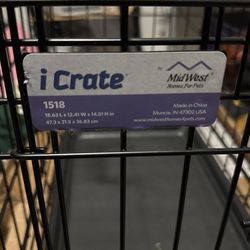 i Crate®
MidWest®
Homes For Pets
1518
18.63 L x 12.41 W x 14.51 H in
47.3 x 31.5 x 36.83 cm
Made in China
Muncie, IN 47302 USA
www.midwesthomes4pets.com